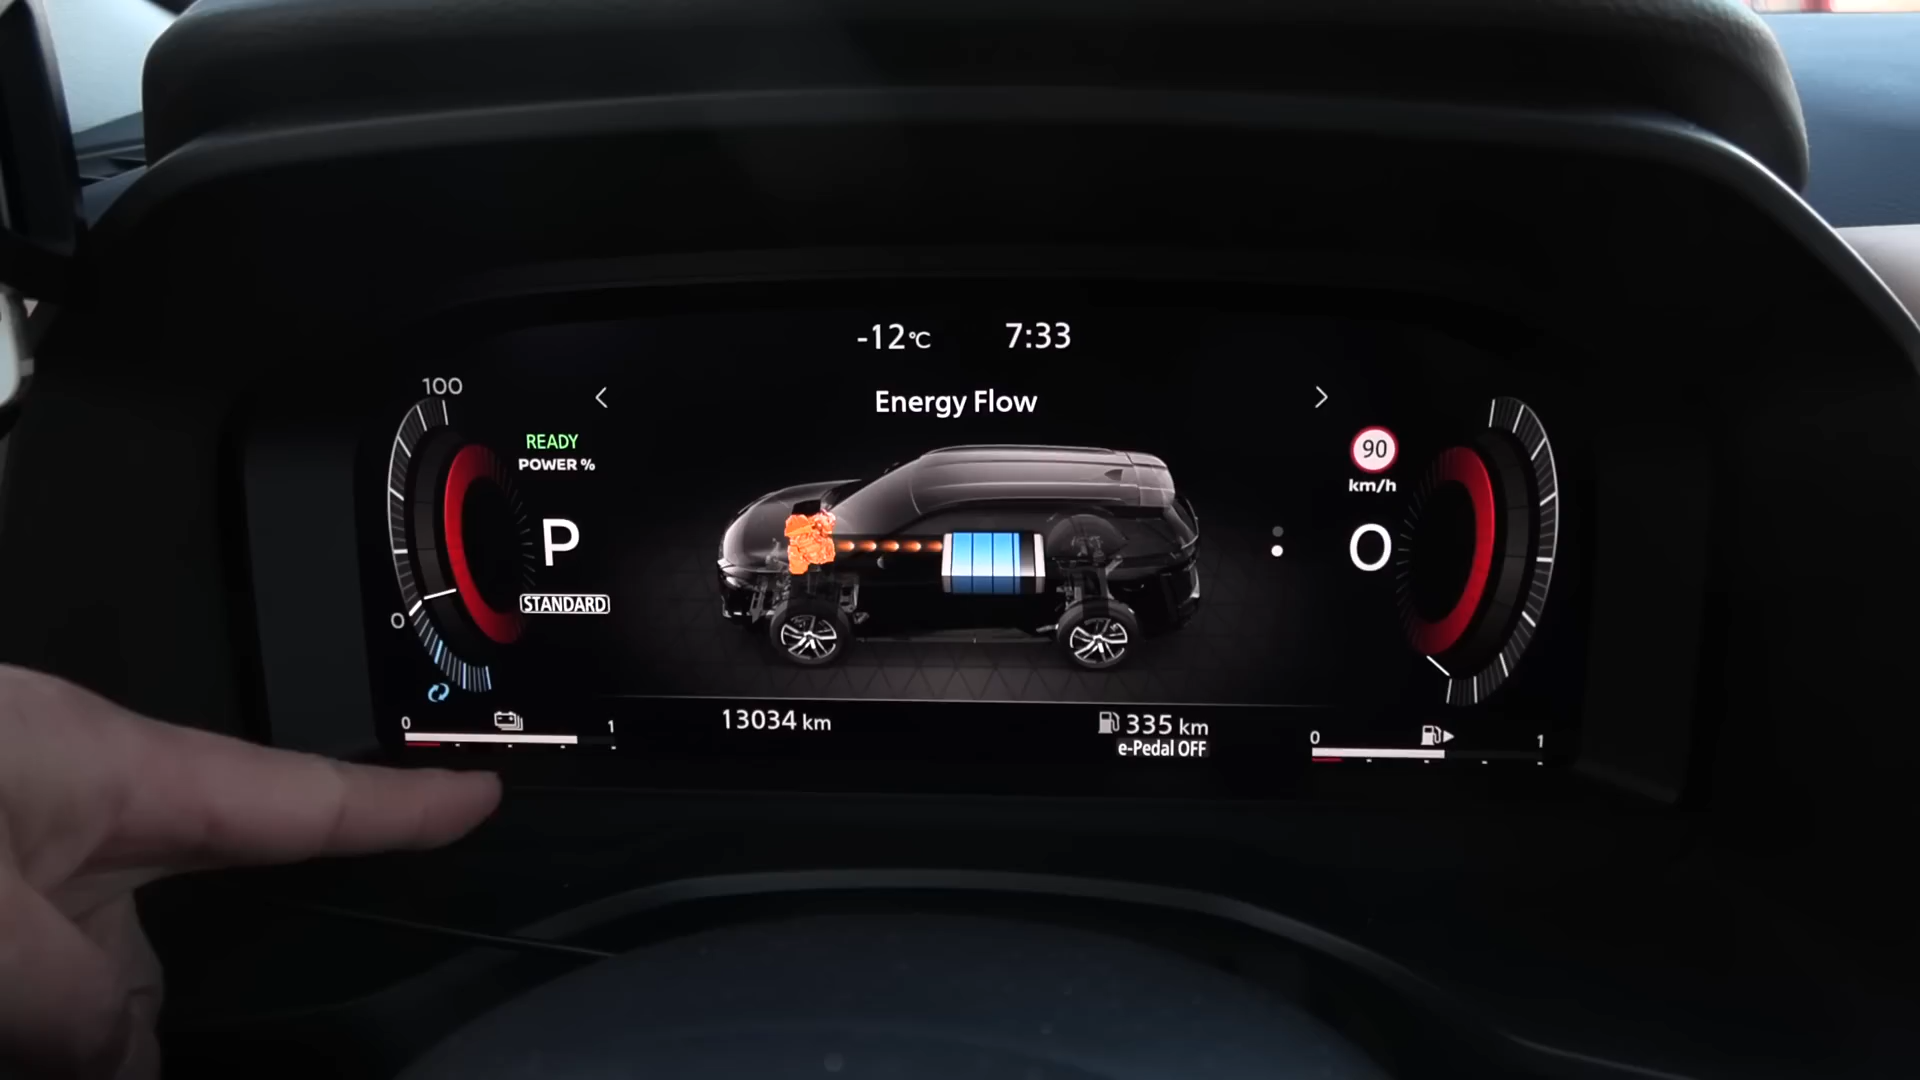 -12°C 7:33
Energy Flow
100
READY
POWER %
P
STANDARD
0
90
km/h
0
0 1
13034 km
335 km
e-Pedal OFF
0 1